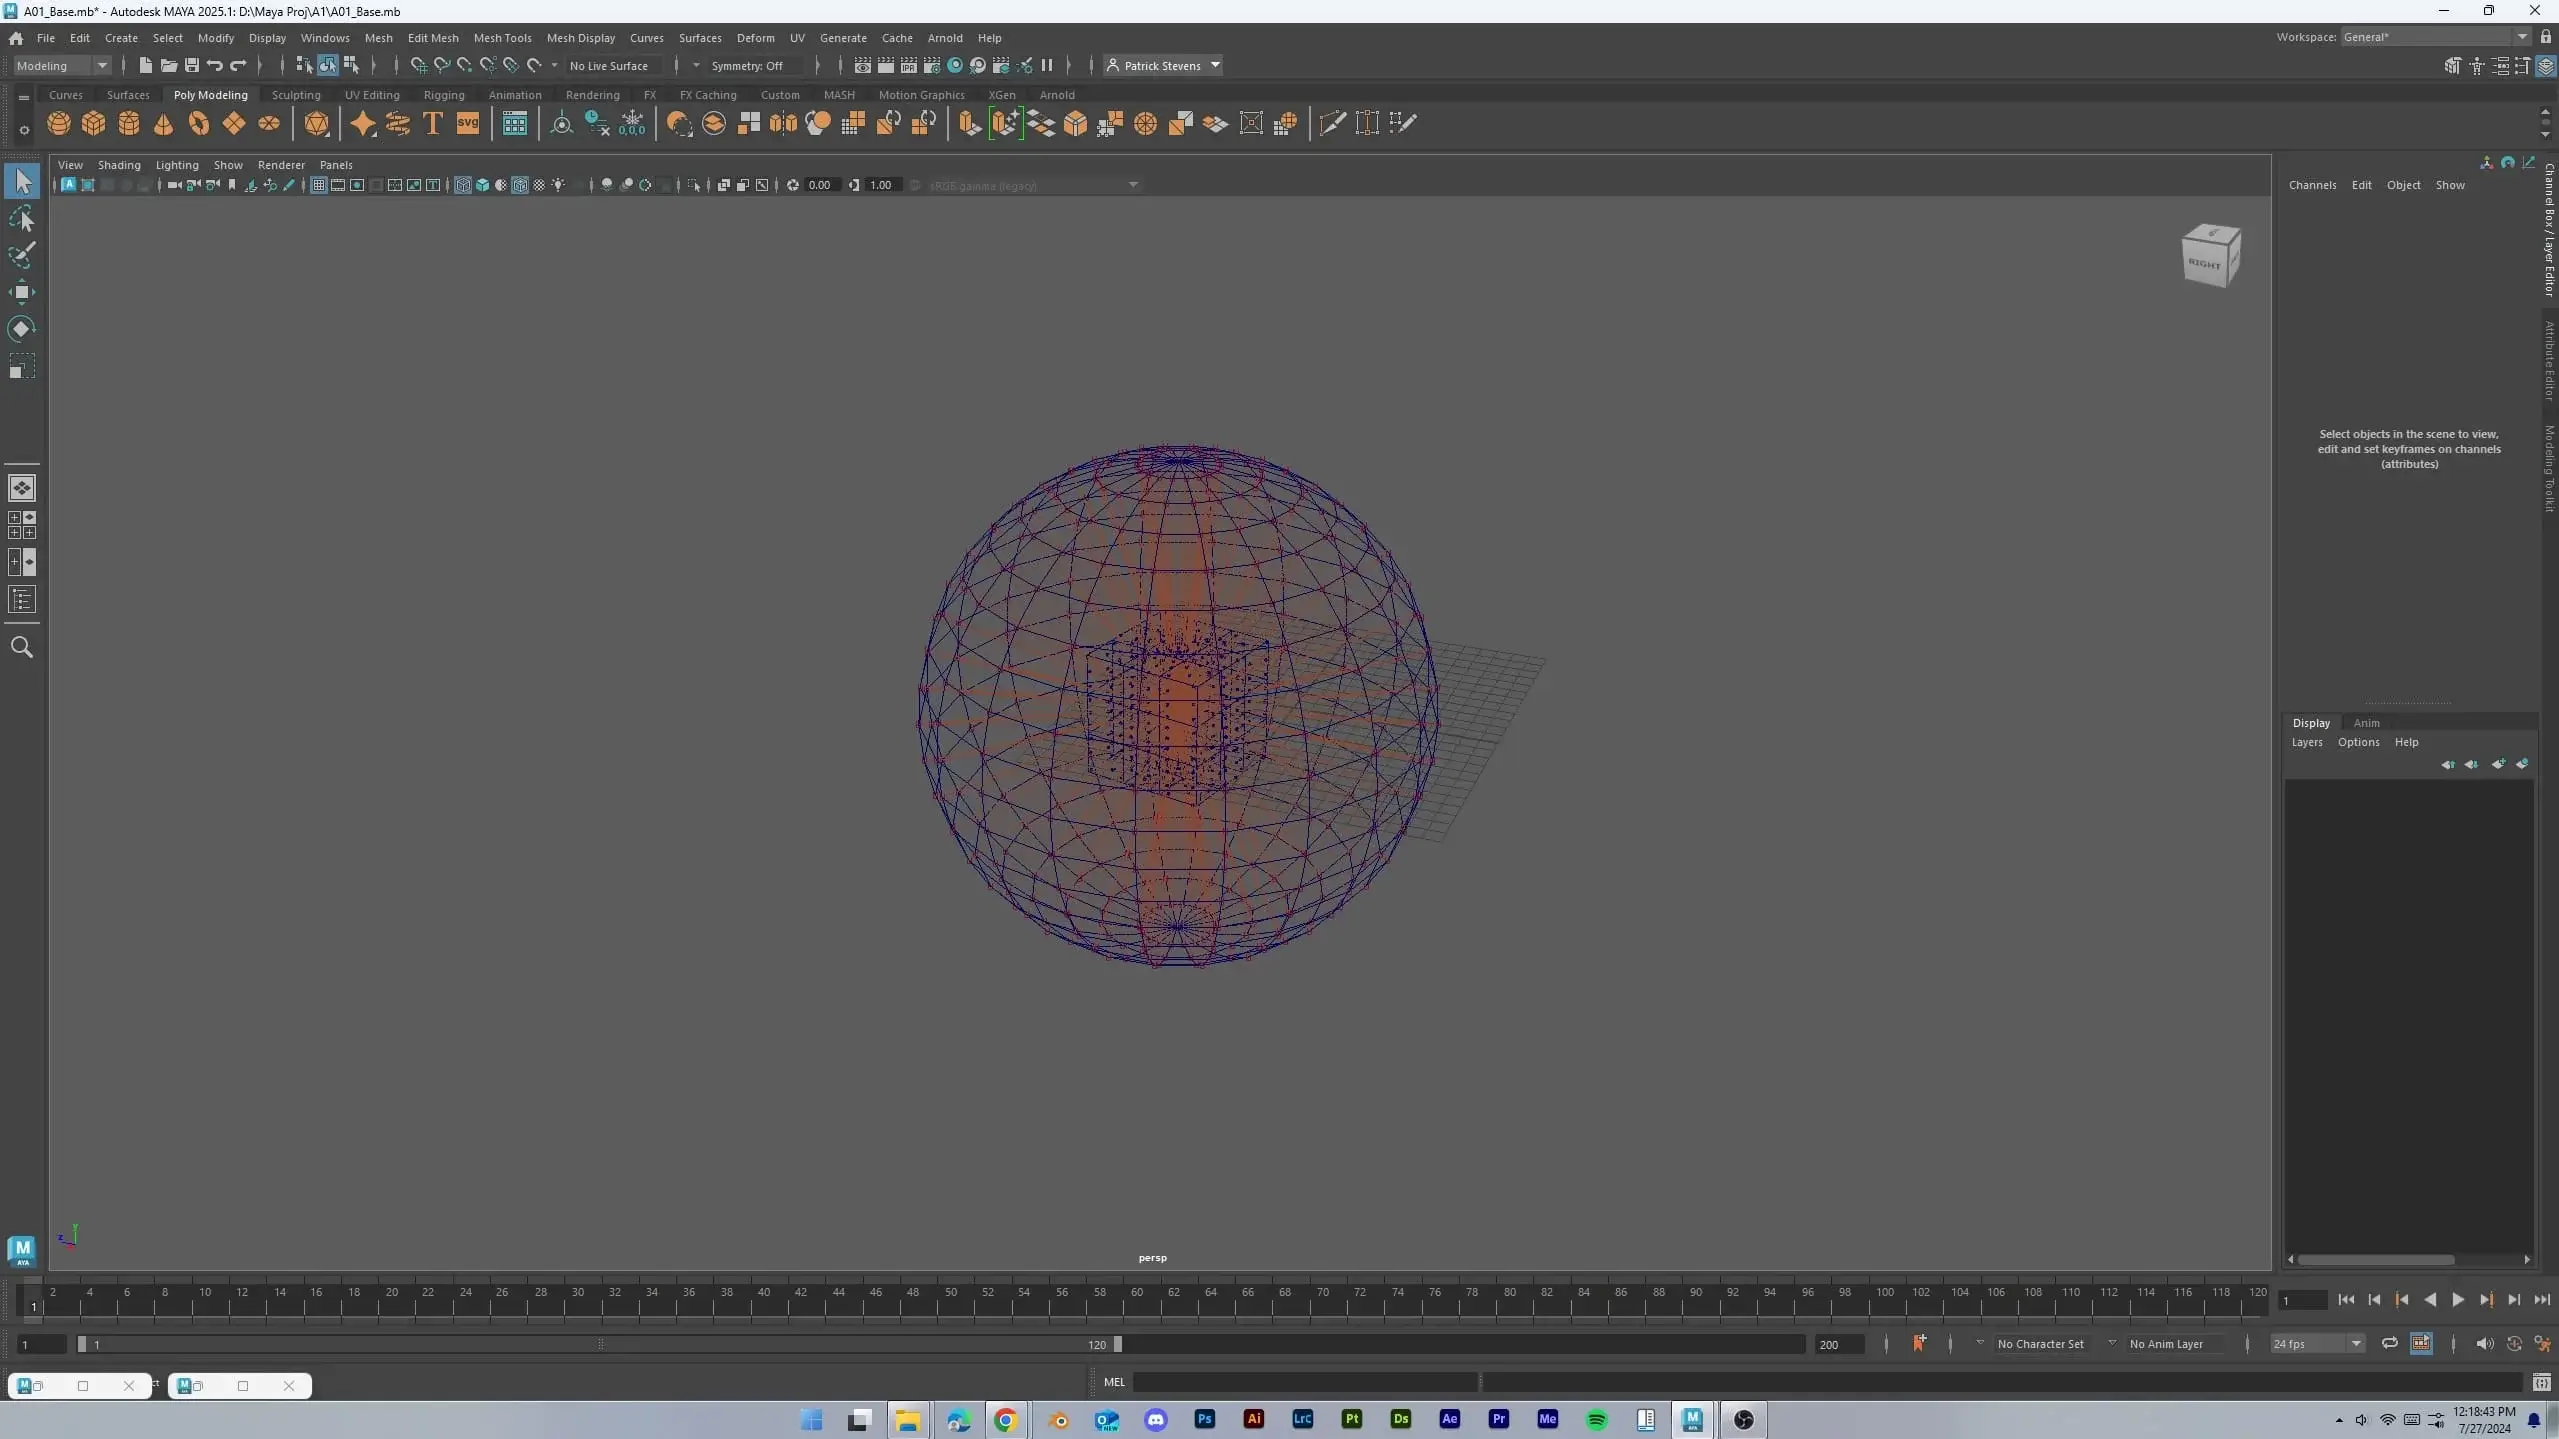 A01_Base.mb* - Autodesk MAYA 2025.1: D:\Maya Proj\A1\A01_Base.mb
File Edit Create Select Modify Display Windows Mesh Edit Mesh Mesh Tools Mesh Display Curves Surfaces Deform UV Generate Cache Arnold Help
Workspace: General*
Modeling
No Live Surface
Symmetry: Off
IPR
Patrick Stevens
Curves Surfaces Poly Modeling Sculpting UV Editing Rigging Animation Rendering FX FX Caching Custom MASH Motion Graphics XGen Arnold
T SVG 0,0,0
View Shading Lighting Show Renderer Panels
0.00 1.00 sRGB gamma (legacy)
Channels Edit Object Show
RIGHT
Channel Box / Layer Editor
Attribute Editor
Modeling Toolkit
Select objects in the scene to view,
edit and set keyframes on channels
(attributes)
Display Anim
Layers Options Help
y
z
persp
M
AYA
2 4 6 8 10 12 14 16 18 20 22 24 26 28 30 32 34 36 38 40 42 44 46 48 50 52 54 56 58 60 62 64 66 68 70 72 74 76 78 80 82 84 86 88 90 92 94 96 98 100 102 104 106 108 110 112 114 116 118 120
1
1
1 1 120 200 No Character Set No Anim Layer 24 fps
MEL
Ps Ai LrC Pt Ds Ae Pr Me M
12:18:43 PM
7/27/2024